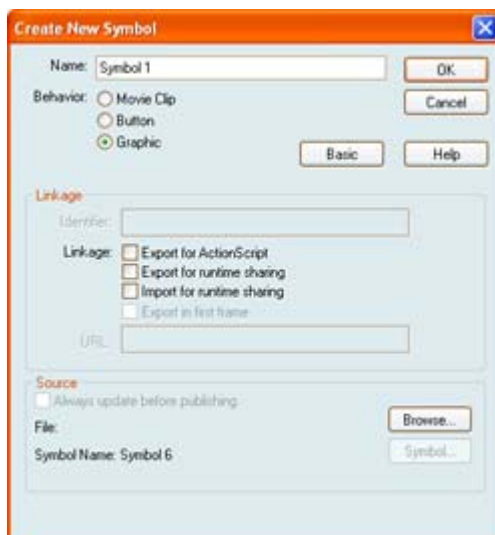 Create New Symbol
Name: Symbol 1
OK
Behavior: Movie Clip
Cancel
Button
Graphic
Basic
Help
Linkage
Identifier:
Linkage: Export for ActionScript
Export for runtime sharing
Import for runtime sharing
Export in first frame
URL:
Source
Always update before publishing
Browse...
File:
Symbol Name: Symbol 6
Symbol...